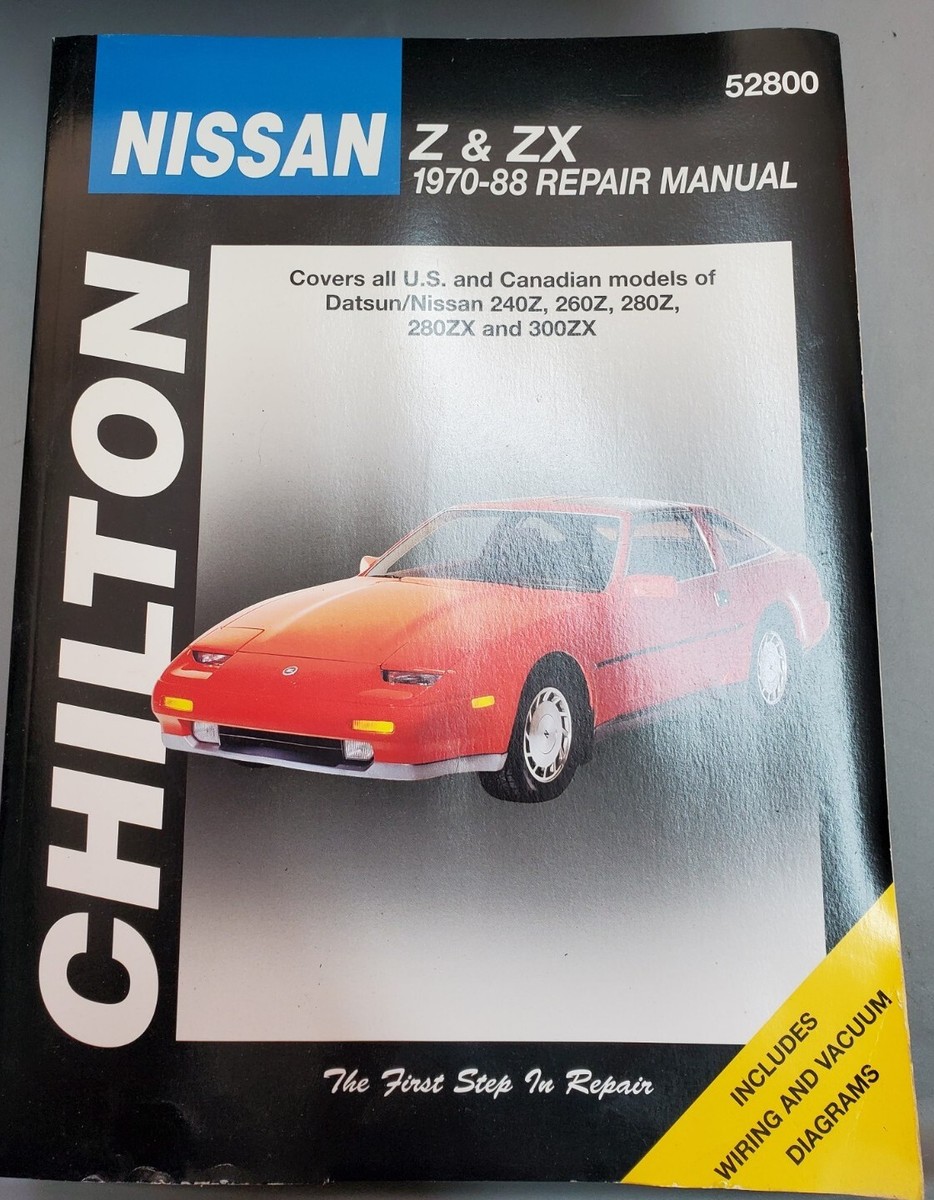 52800
NISSAN
Z & ZX
1970-88 REPAIR MANUAL
CHILTON
Covers all U.S. and Canadian models of
Datsun/Nissan 240Z, 260Z, 280Z,
280ZX and 300ZX
The First Step In Repair
INCLUDES
WIRING AND VACUUM
DIAGRAMS